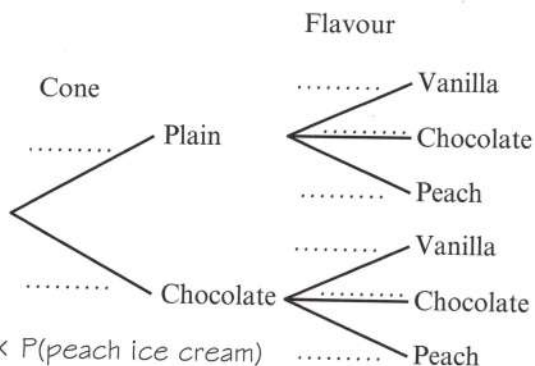 Flavour
Cone
......... Vanilla
......... Plain
......... Chocolate
......... Peach
......... Vanilla
......... Chocolate
......... Chocolate
× P(peach ice cream)
......... Peach